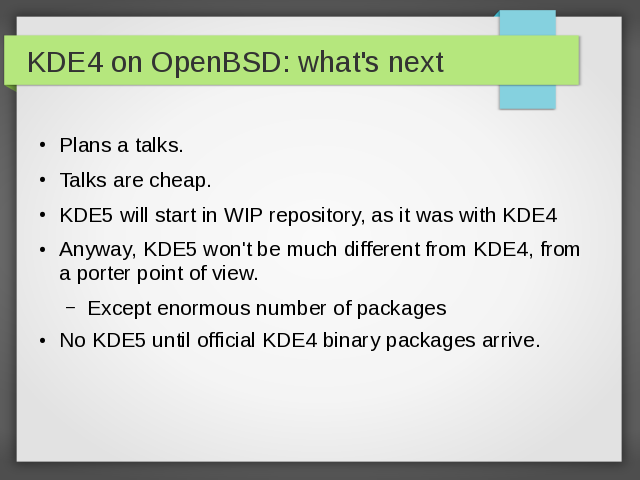 KDE4 on OpenBSD: what's next
• Plans a talks.
• Talks are cheap.
• KDE5 will start in WIP repository, as it was with KDE4
• Anyway, KDE5 won't be much different from KDE4, from
a porter point of view.
– Except enormous number of packages
• No KDE5 until official KDE4 binary packages arrive.